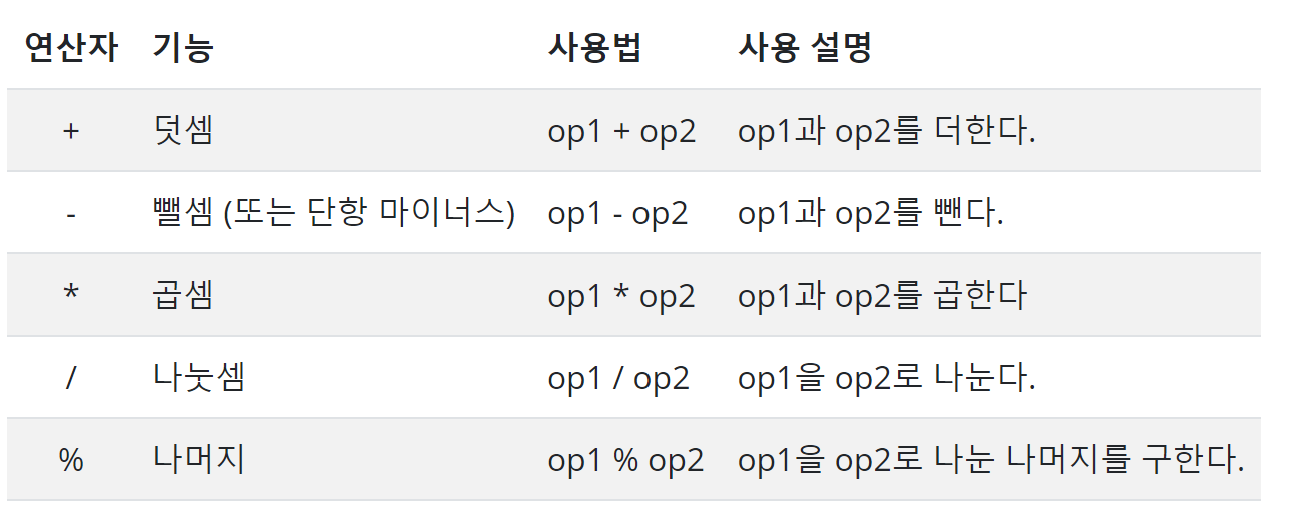 연산자 기능 사용법 사용 설명
+ 덧셈 op1 + op2 op1과 op2를 더한다.
- 뺄셈 (또는 단항 마이너스) op1 - op2 op1과 op2를 뺀다.
* 곱셈 op1 * op2 op1과 op2를 곱한다
/ 나눗셈 op1 / op2 op1을 op2로 나눈다.
% 나머지 op1 % op2 op1을 op2로 나눈 나머지를 구한다.